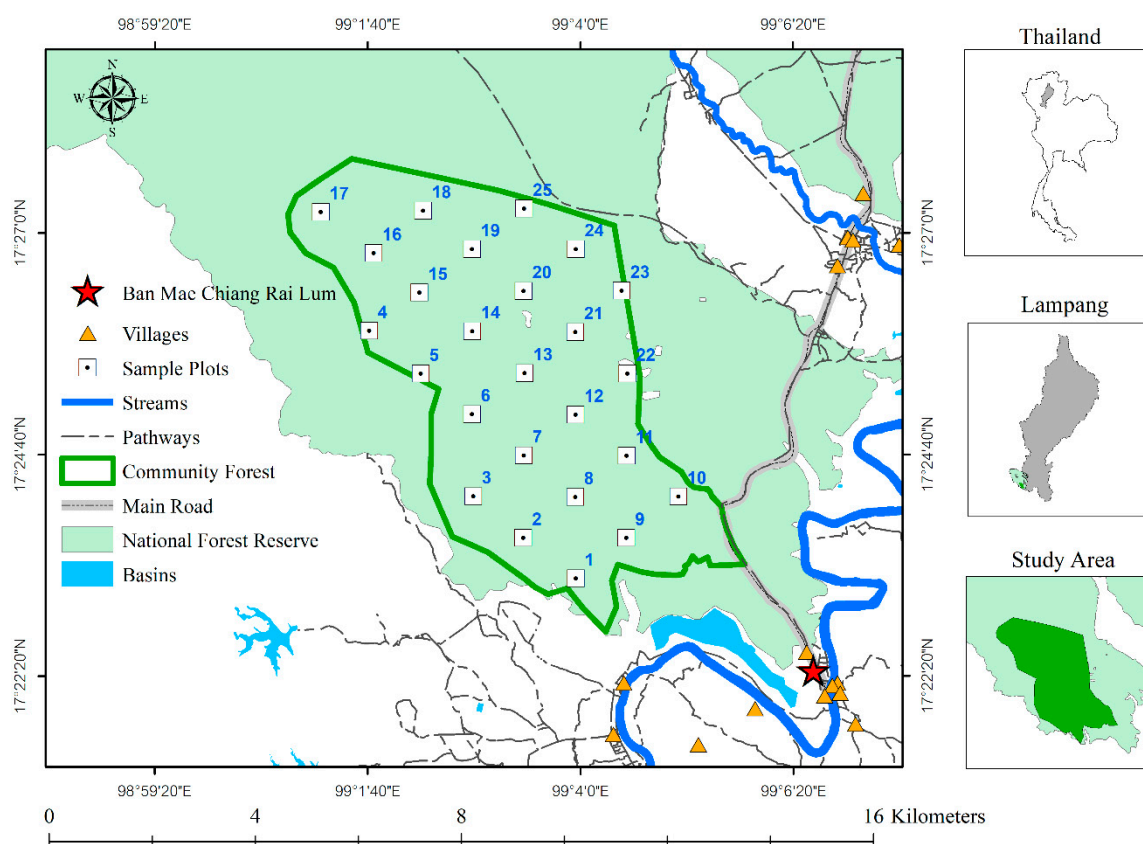 98°59'20"E 99°1'40"E 99°4'0"E 99°6'20"E
N
W E
S
17°27'0"N
17°24'40"N
17°22'20"N
17
18
25
16
19
24
15
20
23
4
14
21
5
13
22
6
12
7
11
3
8
10
2
9
1
Ban Mae Chiang Rai Lum
Villages
Sample Plots
Streams
Pathways
Community Forest
Main Road
National Forest Reserve
Basins
17°27'0"N
17°24'40"N
17°22'20"N
98°59'20"E 99°1'40"E 99°4'0"E 99°6'20"E
0 4 8 16 Kilometers
Thailand
Lampang
Study Area